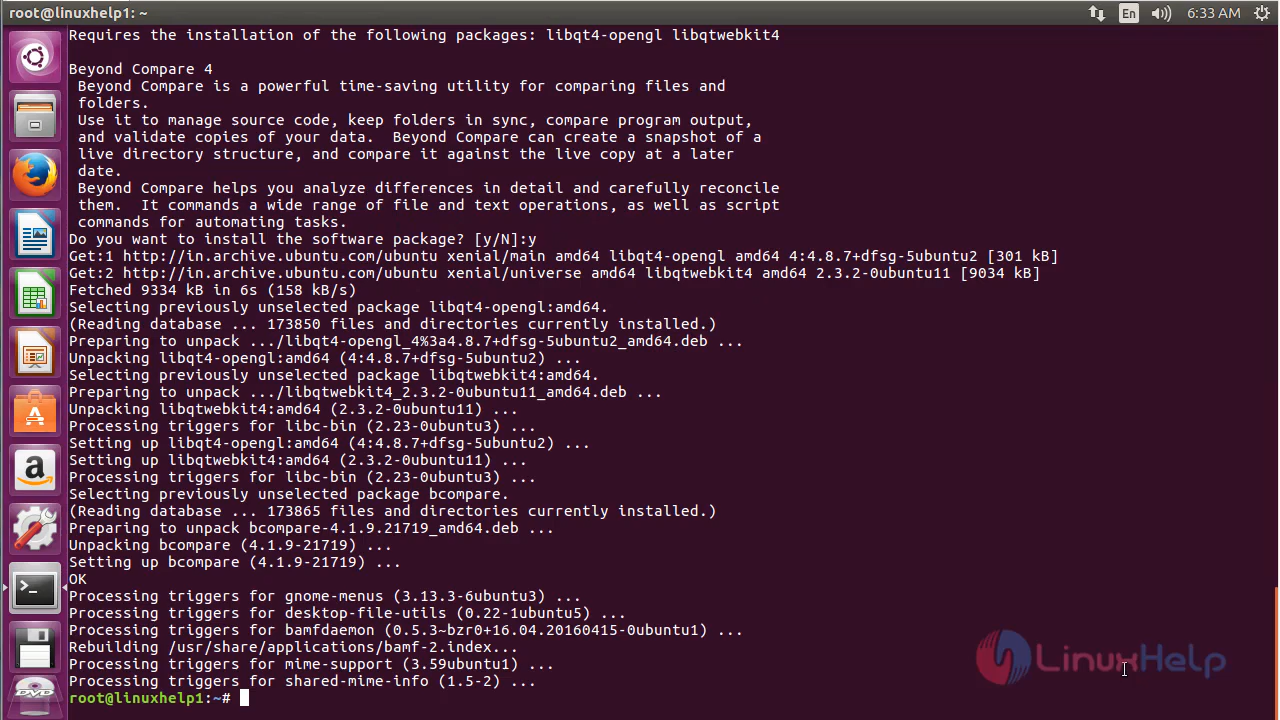 root@linuxhelp1: ~
En
6:33 AM
Requires the installation of the following packages: libqt4-opengl libqtwebkit4
Beyond Compare 4
Beyond Compare is a powerful time-saving utility for comparing files and
folders.
Use it to manage source code, keep folders in sync, compare program output,
and validate copies of your data.  Beyond Compare can create a snapshot of a
live directory structure, and compare it against the live copy at a later
date.
Beyond Compare helps you analyze differences in detail and carefully reconcile
them.  It commands a wide range of file and text operations, as well as script
commands for automating tasks.
Do you want to install the software package? [y/N]:y
Get:1 http://in.archive.ubuntu.com/ubuntu xenial/main amd64 libqt4-opengl amd64 4:4.8.7+dfsg-5ubuntu2 [301 kB]
Get:2 http://in.archive.ubuntu.com/ubuntu xenial/universe amd64 libqtwebkit4 amd64 2.3.2-0ubuntu11 [9034 kB]
Fetched 9334 kB in 6s (158 kB/s)
Selecting previously unselected package libqt4-opengl:amd64.
(Reading database ... 173850 files and directories currently installed.)
Preparing to unpack .../libqt4-opengl_4%3a4.8.7+dfsg-5ubuntu2_amd64.deb ...
Unpacking libqt4-opengl:amd64 (4:4.8.7+dfsg-5ubuntu2) ...
Selecting previously unselected package libqtwebkit4:amd64.
Preparing to unpack .../libqtwebkit4_2.3.2-0ubuntu11_amd64.deb ...
Unpacking libqtwebkit4:amd64 (2.3.2-0ubuntu11) ...
Processing triggers for libc-bin (2.23-0ubuntu3) ...
Setting up libqt4-opengl:amd64 (4:4.8.7+dfsg-5ubuntu2) ...
Setting up libqtwebkit4:amd64 (2.3.2-0ubuntu11) ...
Processing triggers for libc-bin (2.23-0ubuntu3) ...
Selecting previously unselected package bcompare.
(Reading database ... 173865 files and directories currently installed.)
Preparing to unpack bcompare-4.1.9.21719_amd64.deb ...
Unpacking bcompare (4.1.9-21719) ...
Setting up bcompare (4.1.9-21719) ...
OK
Processing triggers for gnome-menus (3.13.3-6ubuntu3) ...
Processing triggers for desktop-file-utils (0.22-1ubuntu5) ...
Processing triggers for bamfdaemon (0.5.3~bzr0+16.04.20160415-0ubuntu1) ...
Rebuilding /usr/share/applications/bamf-2.index...
Processing triggers for mime-support (3.59ubuntu1) ...
Processing triggers for shared-mime-info (1.5-2) ...
root@linuxhelp1:~#
LinuxHelp
DVD